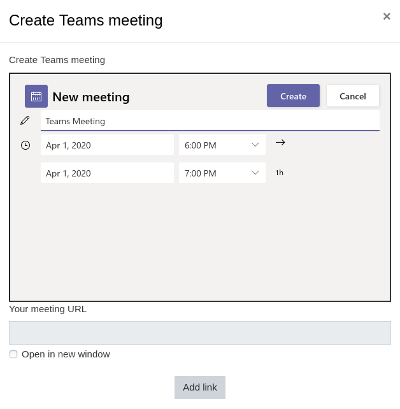 Create Teams meeting
×
Create Teams meeting
New meeting
Create
Cancel
Teams Meeting
Apr 1, 2020
6:00 PM
→
Apr 1, 2020
7:00 PM
1h
Your meeting URL
Open in new window
Add link